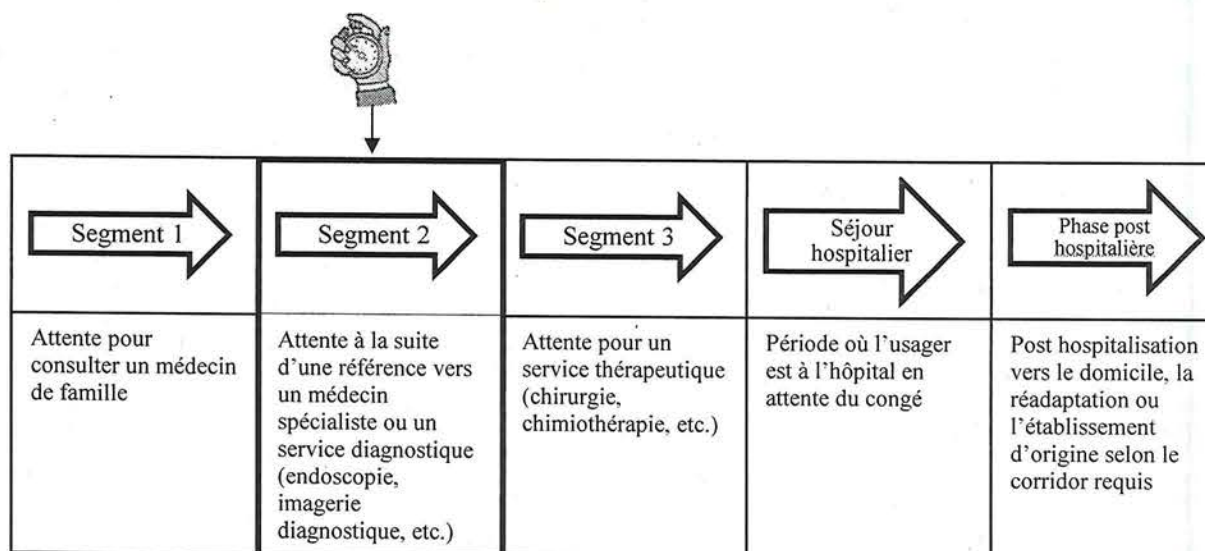 Segment 1
Segment 2
Segment 3
Séjour
hospitalier
Phase post
hospitalière
Attente pour
consulter un médecin
de famille
Attente à la suite
d'une référence vers
un médecin
spécialiste ou un
service diagnostique
(endoscopie,
imagerie
diagnostique, etc.)
Attente pour un
service thérapeutique
(chirurgie,
chimiothérapie, etc.)
Période où l'usager
est à l'hôpital en
attente du congé
Post hospitalisation
vers le domicile, la
réadaptation ou
l'établissement
d'origine selon le
corridor requis